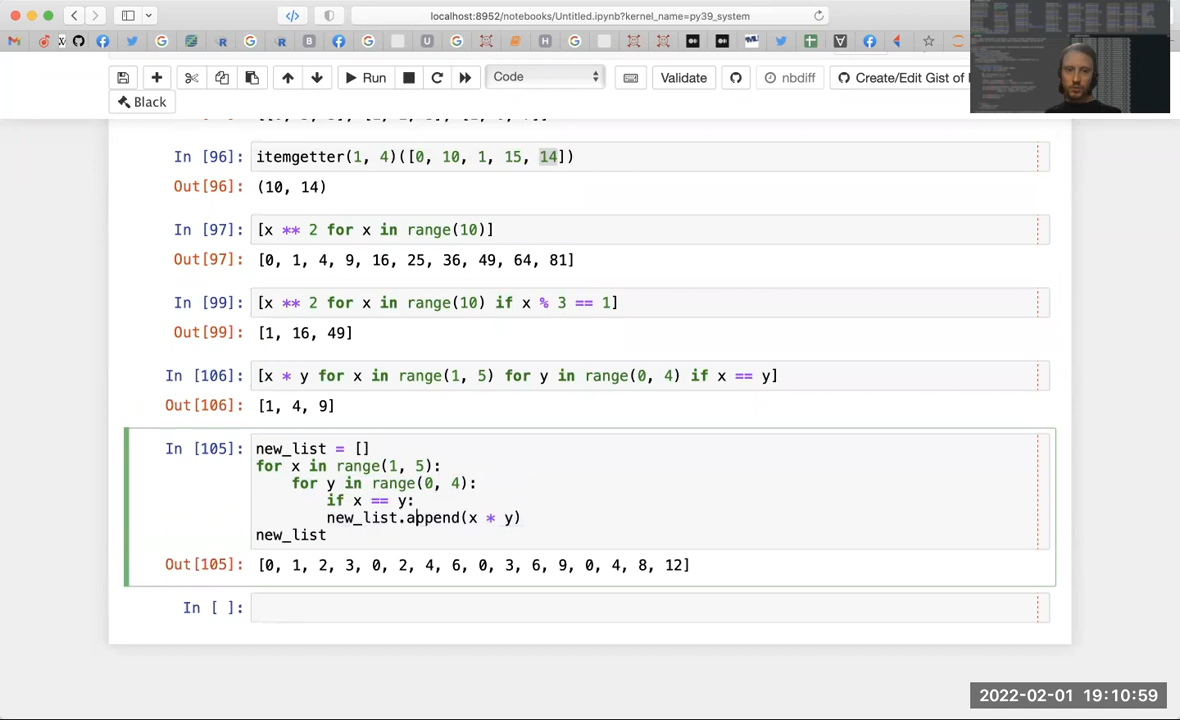 localhost:8952/notebooks/Untitled.ipynb?kernel_name=py39_system
Run
Code
Validate
nbdiff
Create/Edit Gist of
Black
In [96]: itemgetter(1, 4)([0, 10, 1, 15, 14])
Out[96]: (10, 14)
In [97]: [x ** 2 for x in range(10)]
Out[97]: [0, 1, 4, 9, 16, 25, 36, 49, 64, 81]
In [99]: [x ** 2 for x in range(10) if x % 3 == 1]
Out[99]: [1, 16, 49]
In [106]: [x * y for x in range(1, 5) for y in range(0, 4) if x == y]
Out[106]: [1, 4, 9]
In [105]: new_list = []
for x in range(1, 5):
    for y in range(0, 4):
        if x == y:
        new_list.append(x * y)
new_list
Out[105]: [0, 1, 2, 3, 0, 2, 4, 6, 0, 3, 6, 9, 0, 4, 8, 12]
In [ ]:
2022-02-01 19:10:59